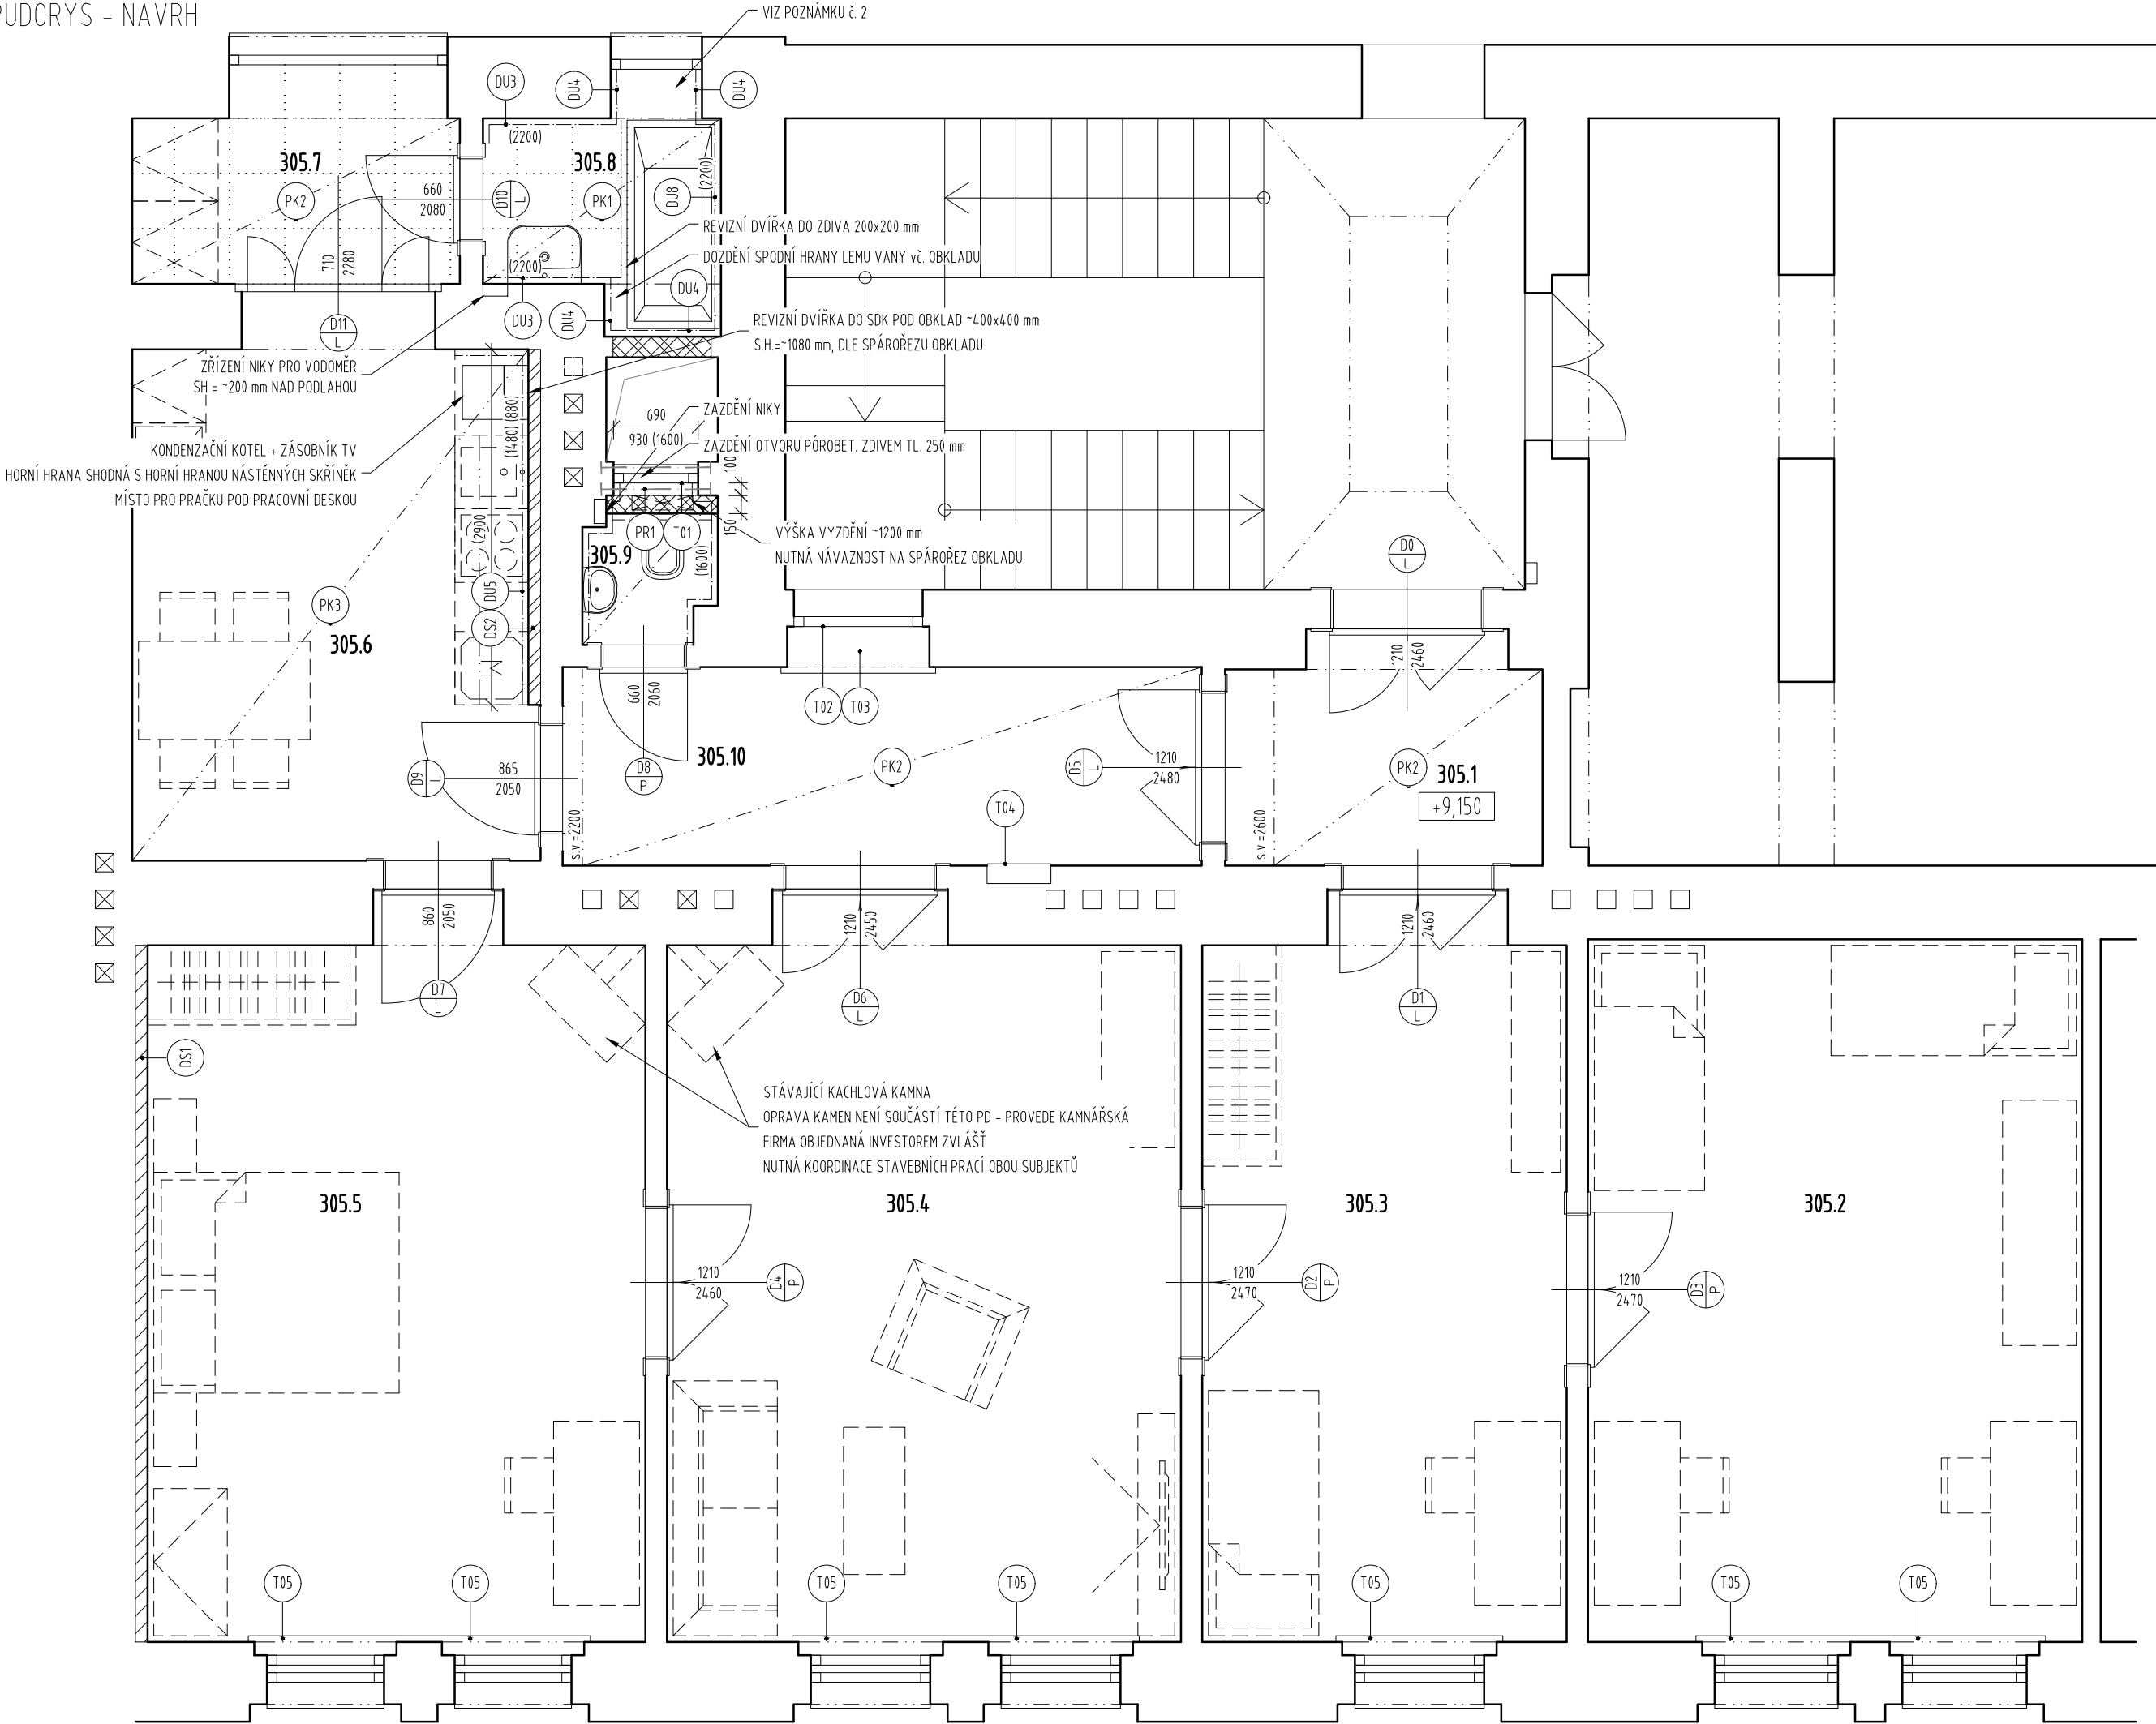 PŮDORYS - NÁVRH
VIZ POZNÁMKU č. 2
DU3
DU4
DU4
(2200)
305.7
305.8
(2200)
PK2
660
2080
D10
L
PK1
DU8
REVIZNÍ DVÍŘKA DO ZDIVA 200x200 mm
DOZDĚNÍ SPODNÍ HRANY LEMU VANY vč. OBKLADU
710
2280
(2200)
DU4
D11
L
DU3
DU4
REVIZNÍ DVÍŘKA DO SDK POD OBKLAD ~400x400 mm
S.H.=~1080 mm, DLE SPÁROŘEZU OBKLADU
ZŘÍZENÍ NIKY PRO VODOMĚR
SH = ~200 mm NAD PODLAHOU
(1480) (880)
690
930 (1600)
ZAZDĚNÍ NIKY
ZAZDĚNÍ OTVORU PÓROBET. ZDIVEM TL. 250 mm
KONDENZAČNÍ KOTEL + ZÁSOBNÍK TV
HORNÍ HRANA SHODNÁ S HORNÍ HRANOU NÁSTĚNNÝCH SKŘÍNĚK
MÍSTO PRO PRAČKU POD PRACOVNÍ DESKOU
100
150
(2900)
PR1
T01
VÝŠKA VYZDĚNÍ ~1200 mm
NUTNÁ NÁVAZNOST NA SPÁROŘEZ OBKLADU
305.9
(1600)
D0
L
DU5
PK3
DS2
305.6
M
1210
2460
660
2060
T02
T03
305.10
D9
L
865
2050
D8
P
PK2
D5
L
1210
2480
PK2
305.1
+9,150
T04
s.v.=2200
s.v.=2600
860
2050
1210
2450
1210
2460
D7
L
D6
L
D1
L
DS1
STÁVAJÍCÍ KACHLOVÁ KAMNA
OPRAVA KAMEN NENÍ SOUČÁSTÍ TÉTO PD - PROVEDE KAMNÁŘSKÁ
FIRMA OBJEDNANÁ INVESTOREM ZVLÁŠŤ
NUTNÁ KOORDINACE STAVEBNÍCH PRACÍ OBOU SUBJEKTŮ
305.5
305.4
305.3
305.2
1210
2460
D4
P
1210
2470
D2
P
1210
2470
D3
P
T05
T05
T05
T05
T05
T05
T05